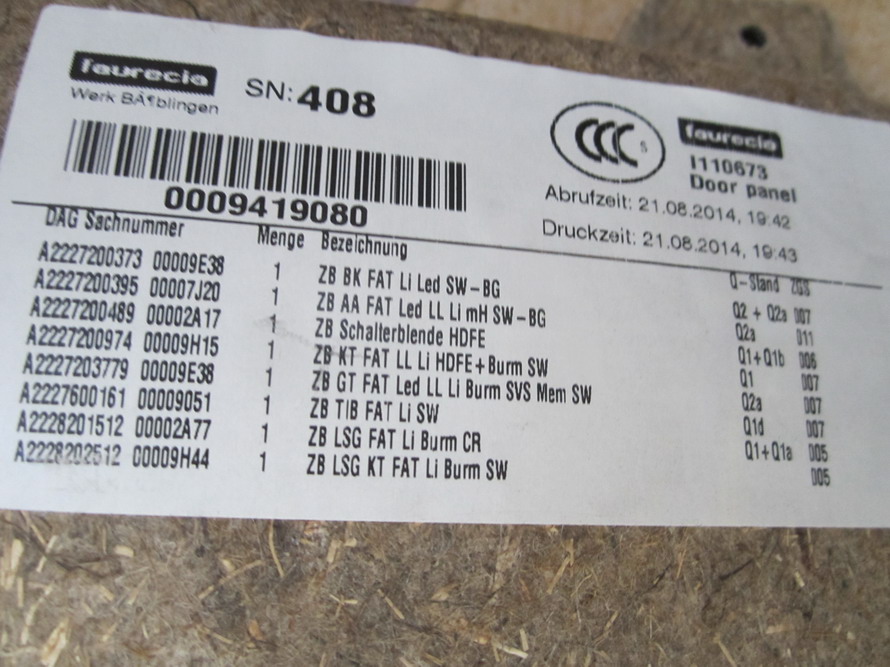 faurecia
Werk BÃ¶blingen
SN: 408
0009419080
CCC S
faurecia
I110673
Door panel
Abrufzeit: 21.08.2014, 19:42
Druckzeit: 21.08.2014, 19:43
DAG Sachnummer Menge Bezeichnung Q-Stand ZGS
A2227200373 00009E38 1 ZB BK FAT Li Led SW-BG Q2 + Q2a 007
A2227200395 00007J20 1 ZB AA FAT Led LL Li mH SW-BG Q2a 011
A2227200489 00002A17 1 ZB Schalterblende HDFE Q1+Q1b 006
A2227200974 00009H15 1 ZB KT FAT LL Li HDFE+Burm SW Q1 007
A2227203779 00009E38 1 ZB GT FAT Led LL Li Burm SVS Mem SW Q2a 007
A2227600161 00009051 1 ZB TIB FAT Li SW Q1d 007
A2228201512 00002A77 1 ZB LSG FAT Li Burm CR Q1+Q1a 005
A2228202512 00009H44 1 ZB LSG KT FAT Li Burm SW 005